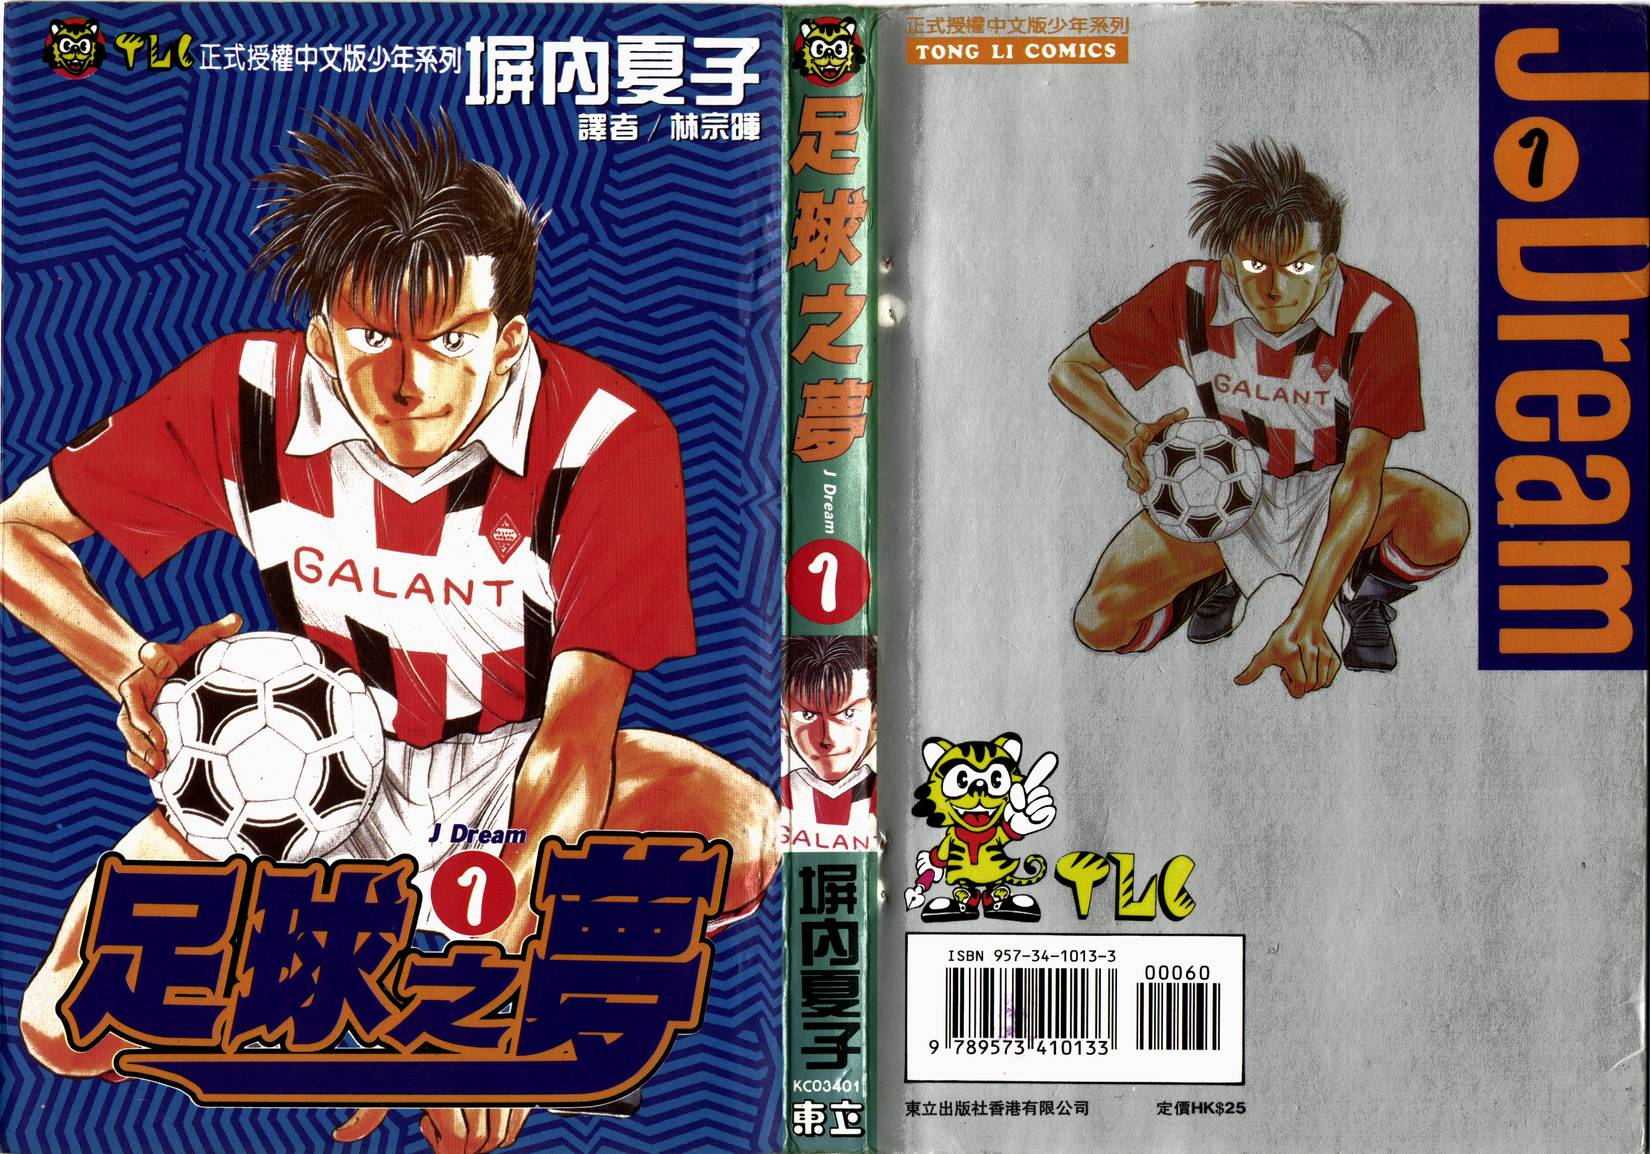 TLC 正式授權中文版少年系列
塀內夏子
譯者／林宗暉
GALANT
J Dream
1
足球之夢
足球之夢
J Dream
1
GALANT
塀內夏子
KC03401
東立
正式授權中文版少年系列
TONG LI COMICS
J 1 Dream
GALANT
TLC
ISBN 957-34-1013-3
00060
9 789573 410133
東立出版社香港有限公司 定價HK$25